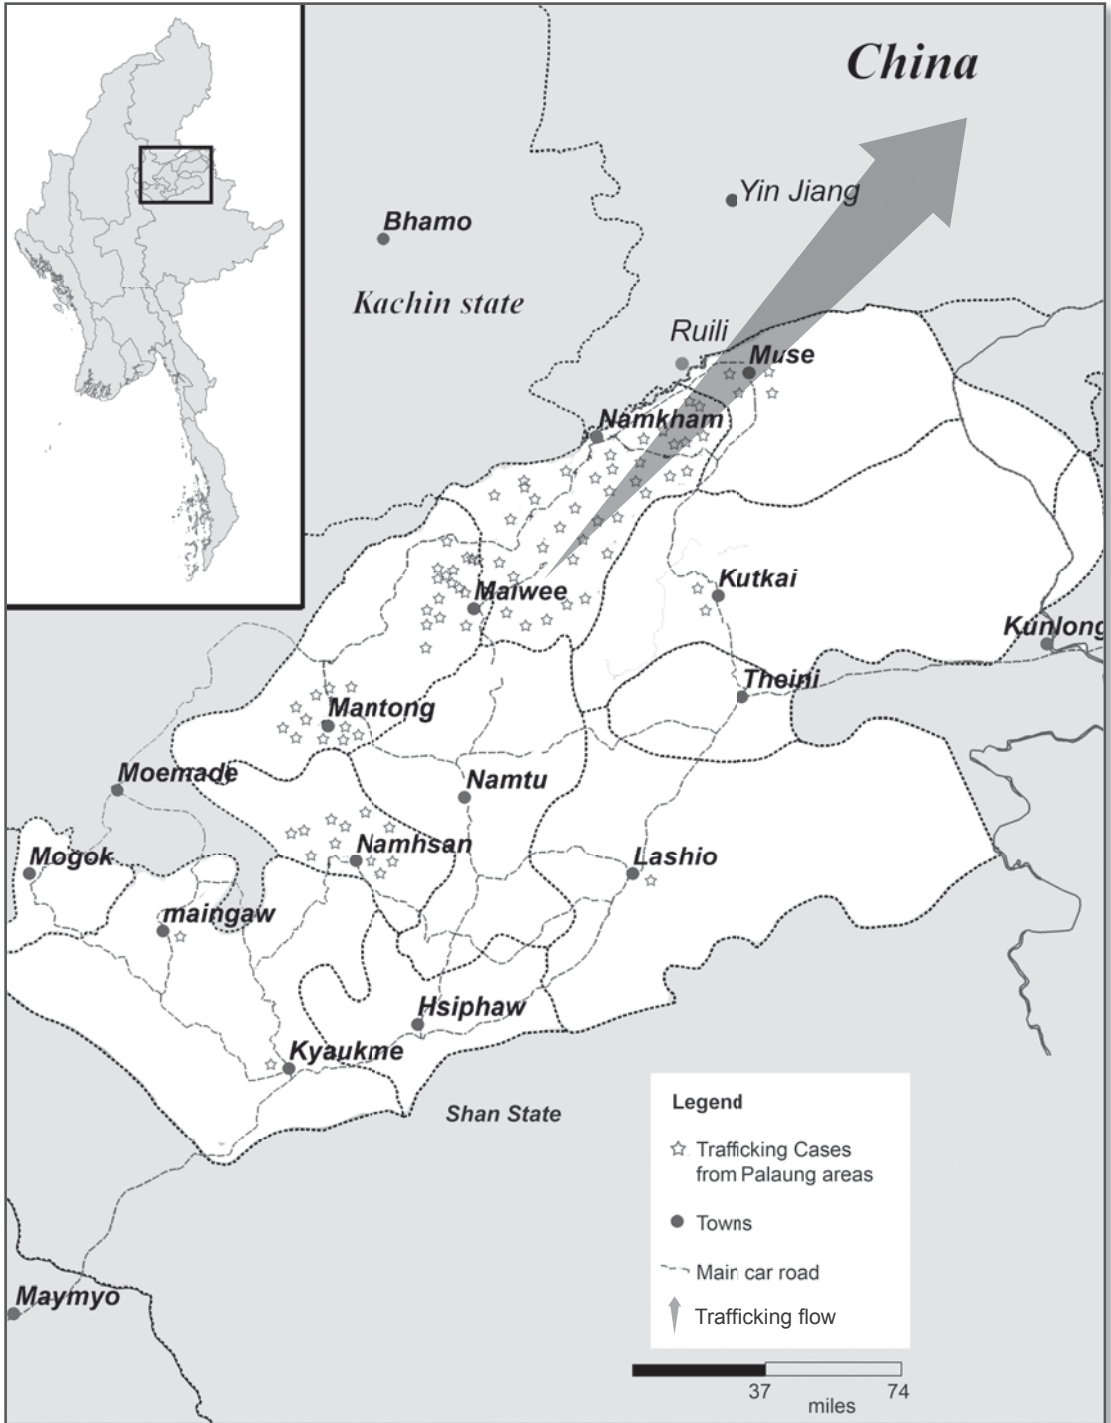 China
Yin Jiang
Bhamo
Kachin state
Ruili
Muse
Namkham
Kutkai
Maiwee
Kunlong
Theini
Mantong
Moemade
Namtu
Namhsan
Lashio
Mogok
maingaw
Hsiphaw
Kyaukme
Shan State
Legend
Trafficking Cases
from Palaung areas
Towns
Main car road
Trafficking flow
Maymyo
37
74
miles